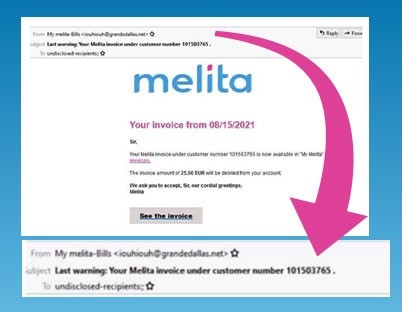 From My melita-Bills <iouhiouh@grandedallas.net>
Reply
Subject Last warning: Your Melita invoice under customer number 101503765 .
To undisclosed-recipients:;
melita
Your invoice from 08/15/2021
Sir,
Your Melita invoice under customer number 101503765 is now available in "My Melita"
invoices.
The invoice amount of 25,50 EUR will be debited from your account.
We ask you to accept, Sir, our cordial greetings.
Melita
See the invoice
From My melita-Bills <iouhiouh@grandedallas.net>
ubject Last warning: Your Melita invoice under customer number 101503765 .
To undisclosed-recipients:;